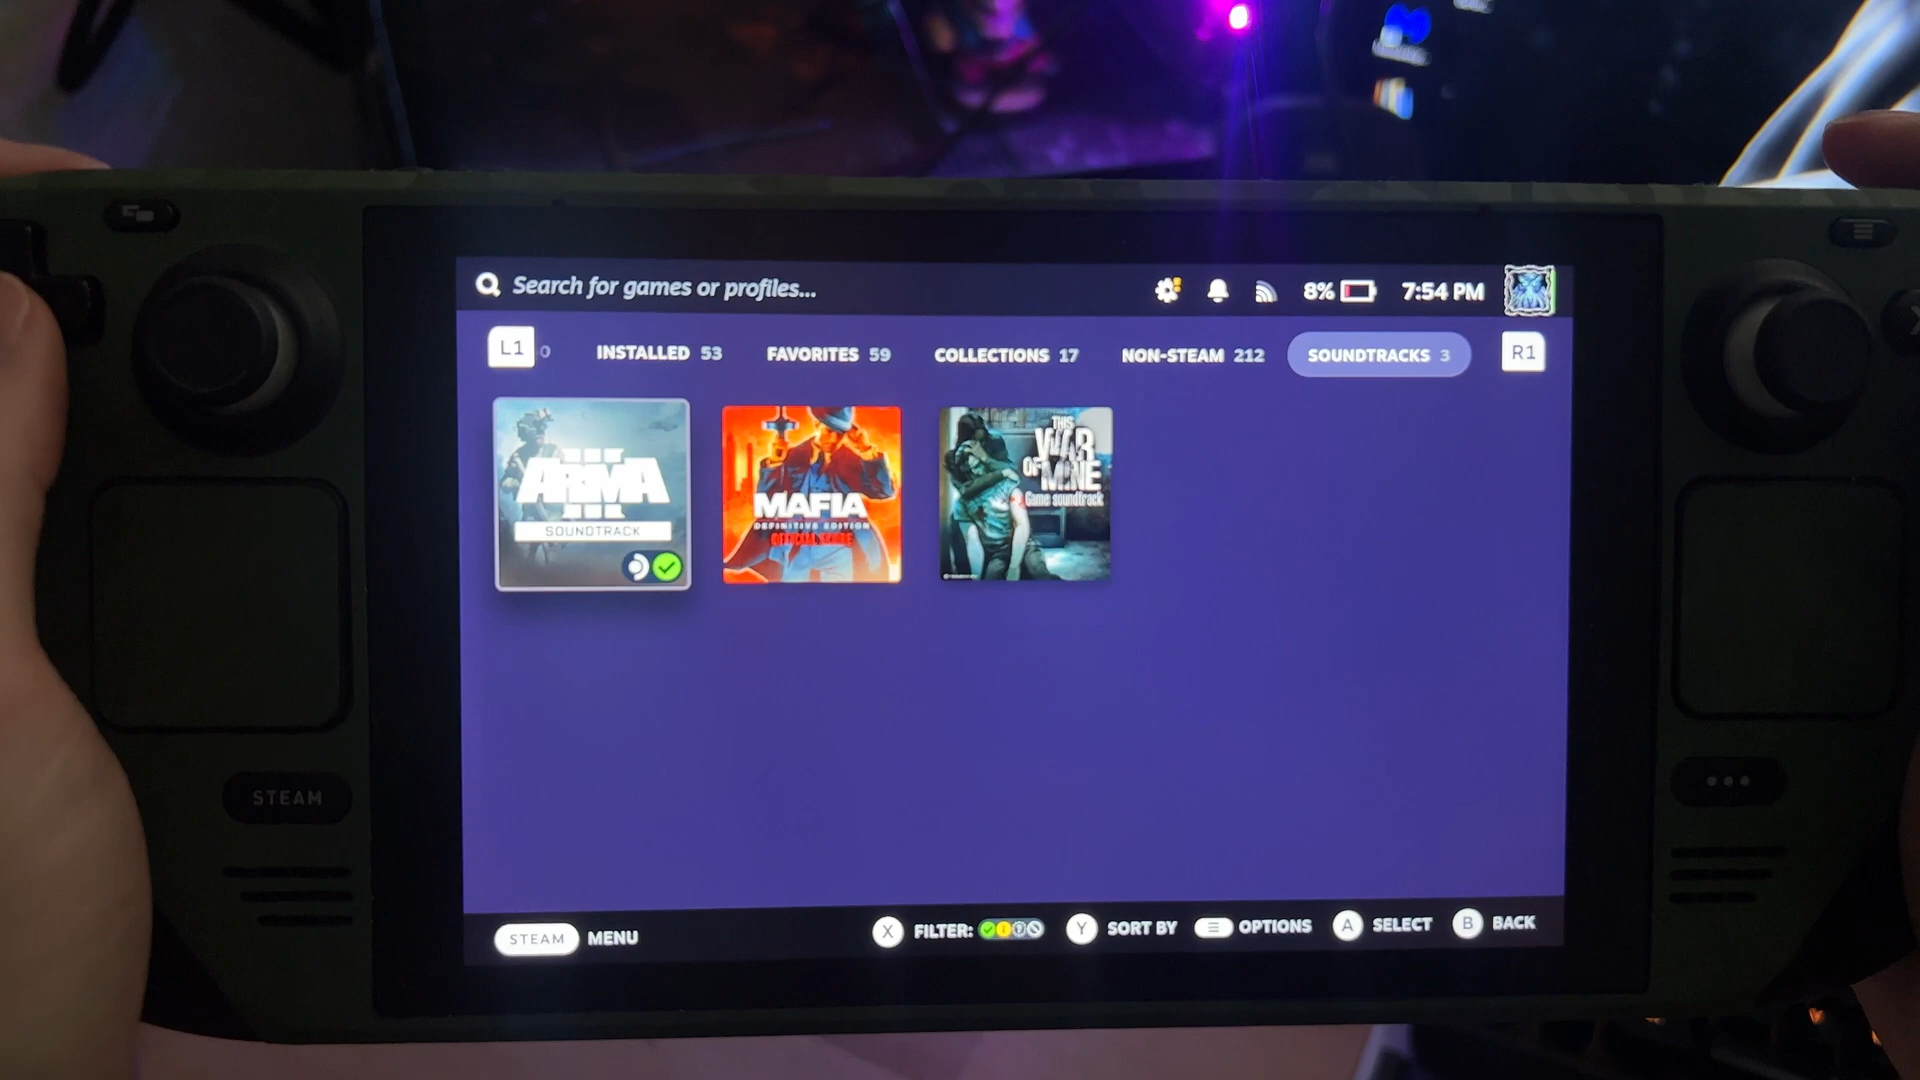 Search for games or profiles...
8%
7:54 PM
L1
0
INSTALLED 53
FAVORITES 59
COLLECTIONS 17
NON-STEAM 212
SOUNDTRACKS 3
R1
ARMA
III
SOUNDTRACK
MAFIA
DEFINITIVE EDITION
OFFICIAL SCORE
THIS
WAR
OF MINE
Game soundtrack
STEAM
STEAM MENU
X FILTER:
Y SORT BY
OPTIONS
A SELECT
B BACK